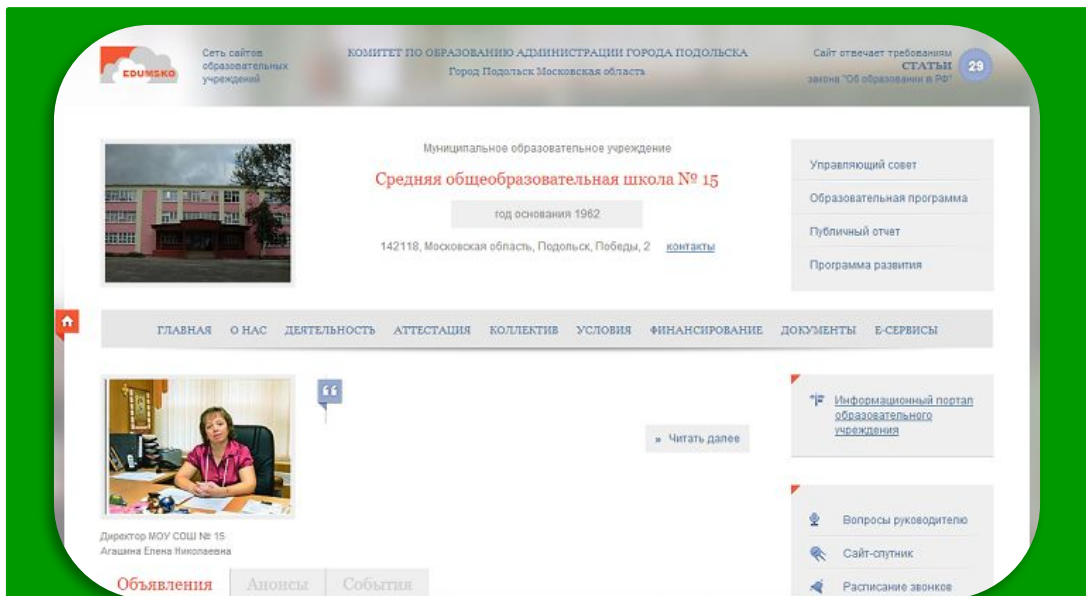 EDUMSKO
Сеть сайтов
образовательных
учреждений
КОМИТЕТ ПО ОБРАЗОВАНИЮ АДМИНИСТРАЦИИ ГОРОДА ПОДОЛЬСКА
Город Подольск Московская область
Сайт отвечает требованиям
СТАТЬИ
закона "Об образовании в РФ"
29
Муниципальное образовательное учреждение
Средняя общеобразовательная школа № 15
год основания 1962
142118, Московская область, Подольск, Победы, 2 контакты
Управляющий совет
Образовательная программа
Публичный отчет
Программа развития
ГЛАВНАЯ О НАС ДЕЯТЕЛЬНОСТЬ АТТЕСТАЦИЯ КОЛЛЕКТИВ УСЛОВИЯ ФИНАНСИРОВАНИЕ ДОКУМЕНТЫ Е-СЕРВИСЫ
» Читать далее
Информационный портал
образовательного
учреждения
Директор МОУ СОШ № 15
Агашина Елена Николаевна
Объявления Анонсы События
Вопросы руководителю
Сайт-спутник
Расписание звонков